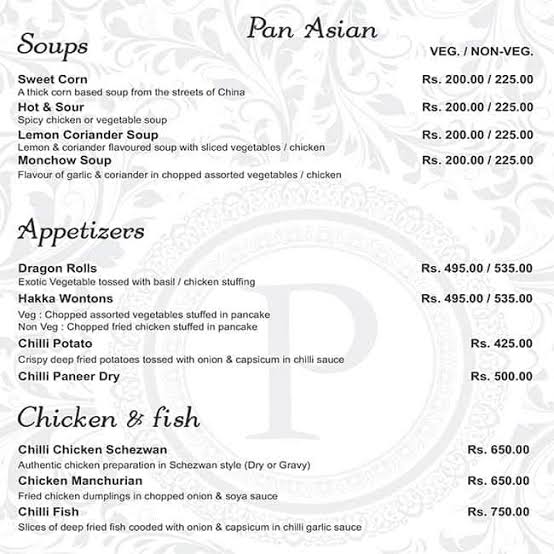 Pan Asian
Soups
VEG. / NON-VEG.
Sweet Corn Rs. 200.00 / 225.00
A thick corn based soup from the streets of China
Hot & Sour Rs. 200.00 / 225.00
Spicy chicken or vegetable soup
Lemon Coriander Soup Rs. 200.00 / 225.00
Lemon & coriander flavoured soup with sliced vegetables / chicken
Monchow Soup Rs. 200.00 / 225.00
Flavour of garlic & coriander in chopped assorted vegetables / chicken
Appetizers
Dragon Rolls Rs. 495.00 / 535.00
Exotic Vegetable tossed with basil / chicken stuffing
Hakka Wontons Rs. 495.00 / 535.00
Veg : Chopped assorted vegetables stuffed in pancake
Non Veg : Chopped fried chicken stuffed in pancake
Chilli Potato Rs. 425.00
Crispy deep fried potatoes tossed with onion & capsicum in chilli sauce
Chilli Paneer Dry Rs. 500.00
P
Chicken & fish
Chilli Chicken Schezwan Rs. 650.00
Authentic chicken preparation in Schezwan style (Dry or Gravy)
Chicken Manchurian Rs. 650.00
Fried chicken dumplings in chopped onion & soya sauce
Chilli Fish Rs. 750.00
Slices of deep fried fish cooded with onion & capsicum in chilli garlic sauce